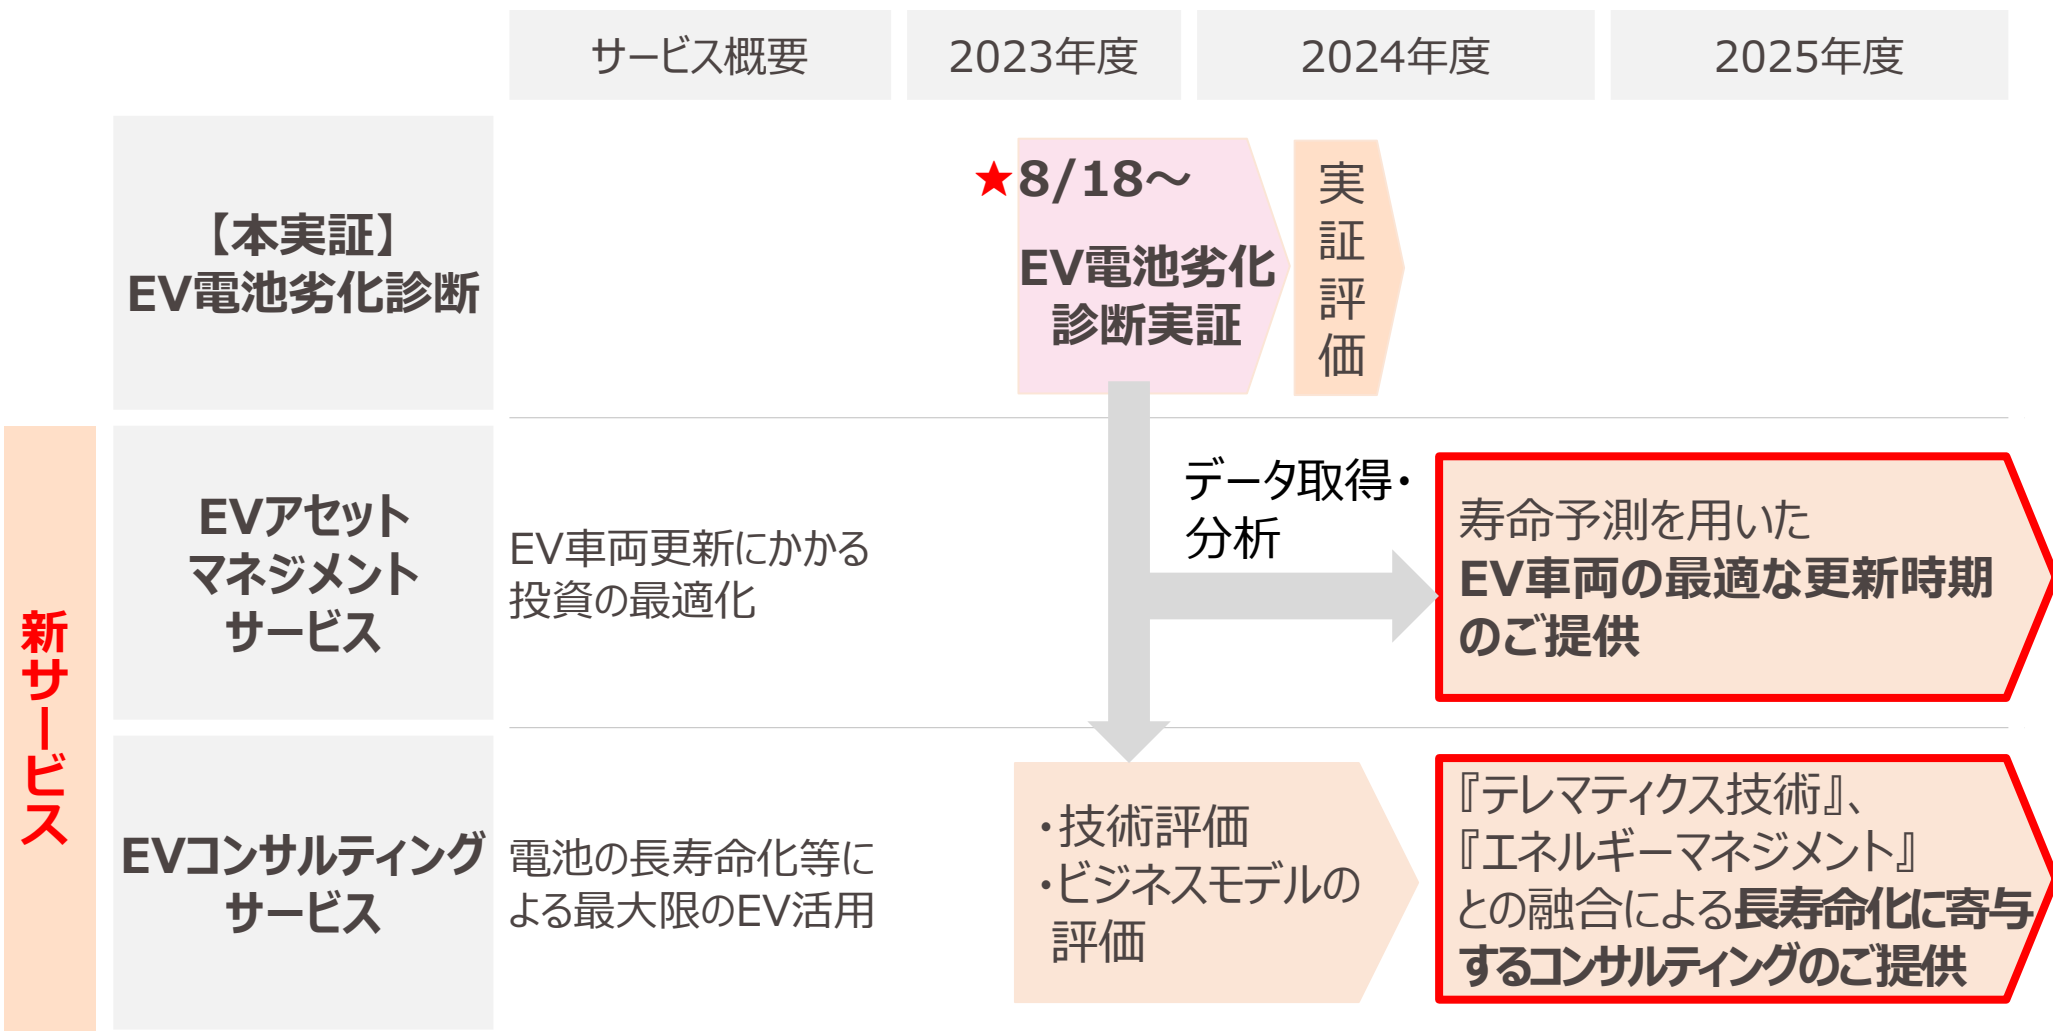 サービス概要
2023年度
2024年度
2025年度
【本実証】
EV電池劣化診断
★8/18～
EV電池劣化
診断実証
実証評価
新サービス
EVアセット
マネジメント
サービス
EV車両更新にかかる
投資の最適化
データ取得・
分析
寿命予測を用いた
EV車両の最適な更新時期
のご提供
EVコンサルティング
サービス
電池の長寿命化等に
よる最大限のEV活用
・技術評価
・ビジネスモデルの
評価
『テレマティクス技術』、
『エネルギーマネジメント』
との融合による長寿命化に寄与
するコンサルティングのご提供